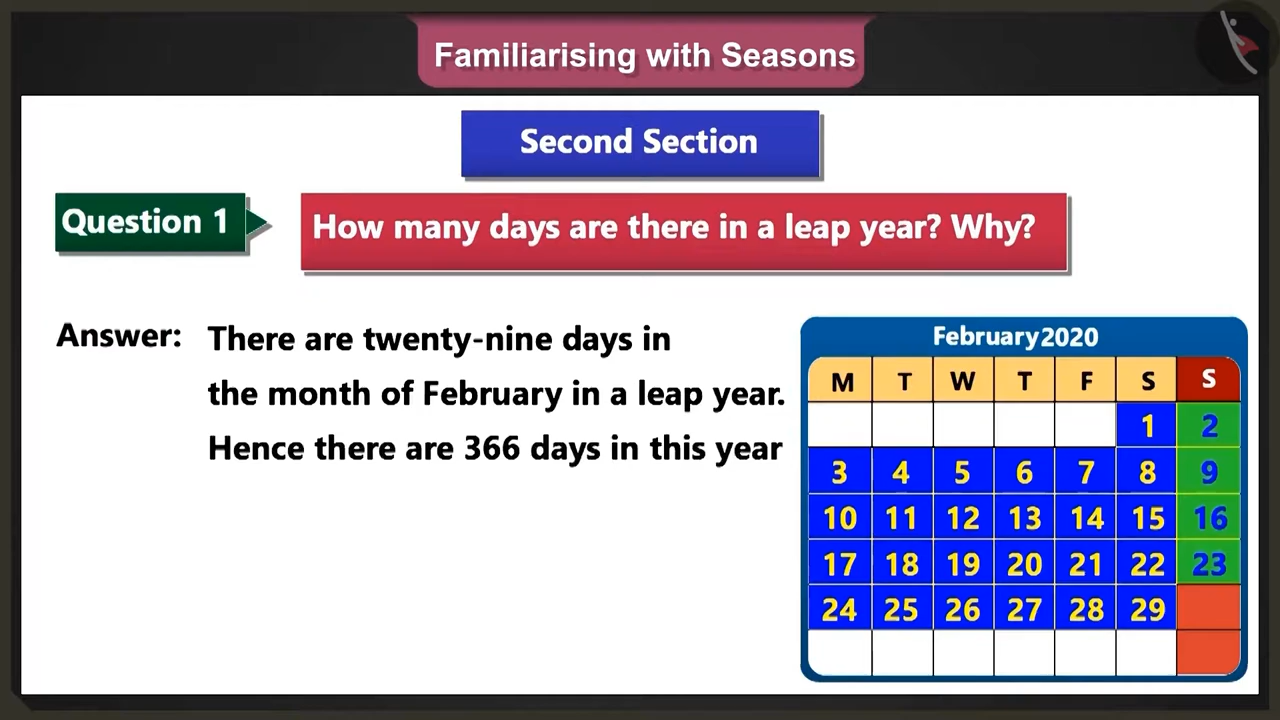 Familiarising with Seasons
Second Section
Question 1
How many days are there in a leap year? Why?
Answer: There are twenty-nine days in
the month of February in a leap year.
Hence there are 366 days in this year
February2020
M T W T F S S
1 2
3 4 5 6 7 8 9
10 11 12 13 14 15 16
17 18 19 20 21 22 23
24 25 26 27 28 29